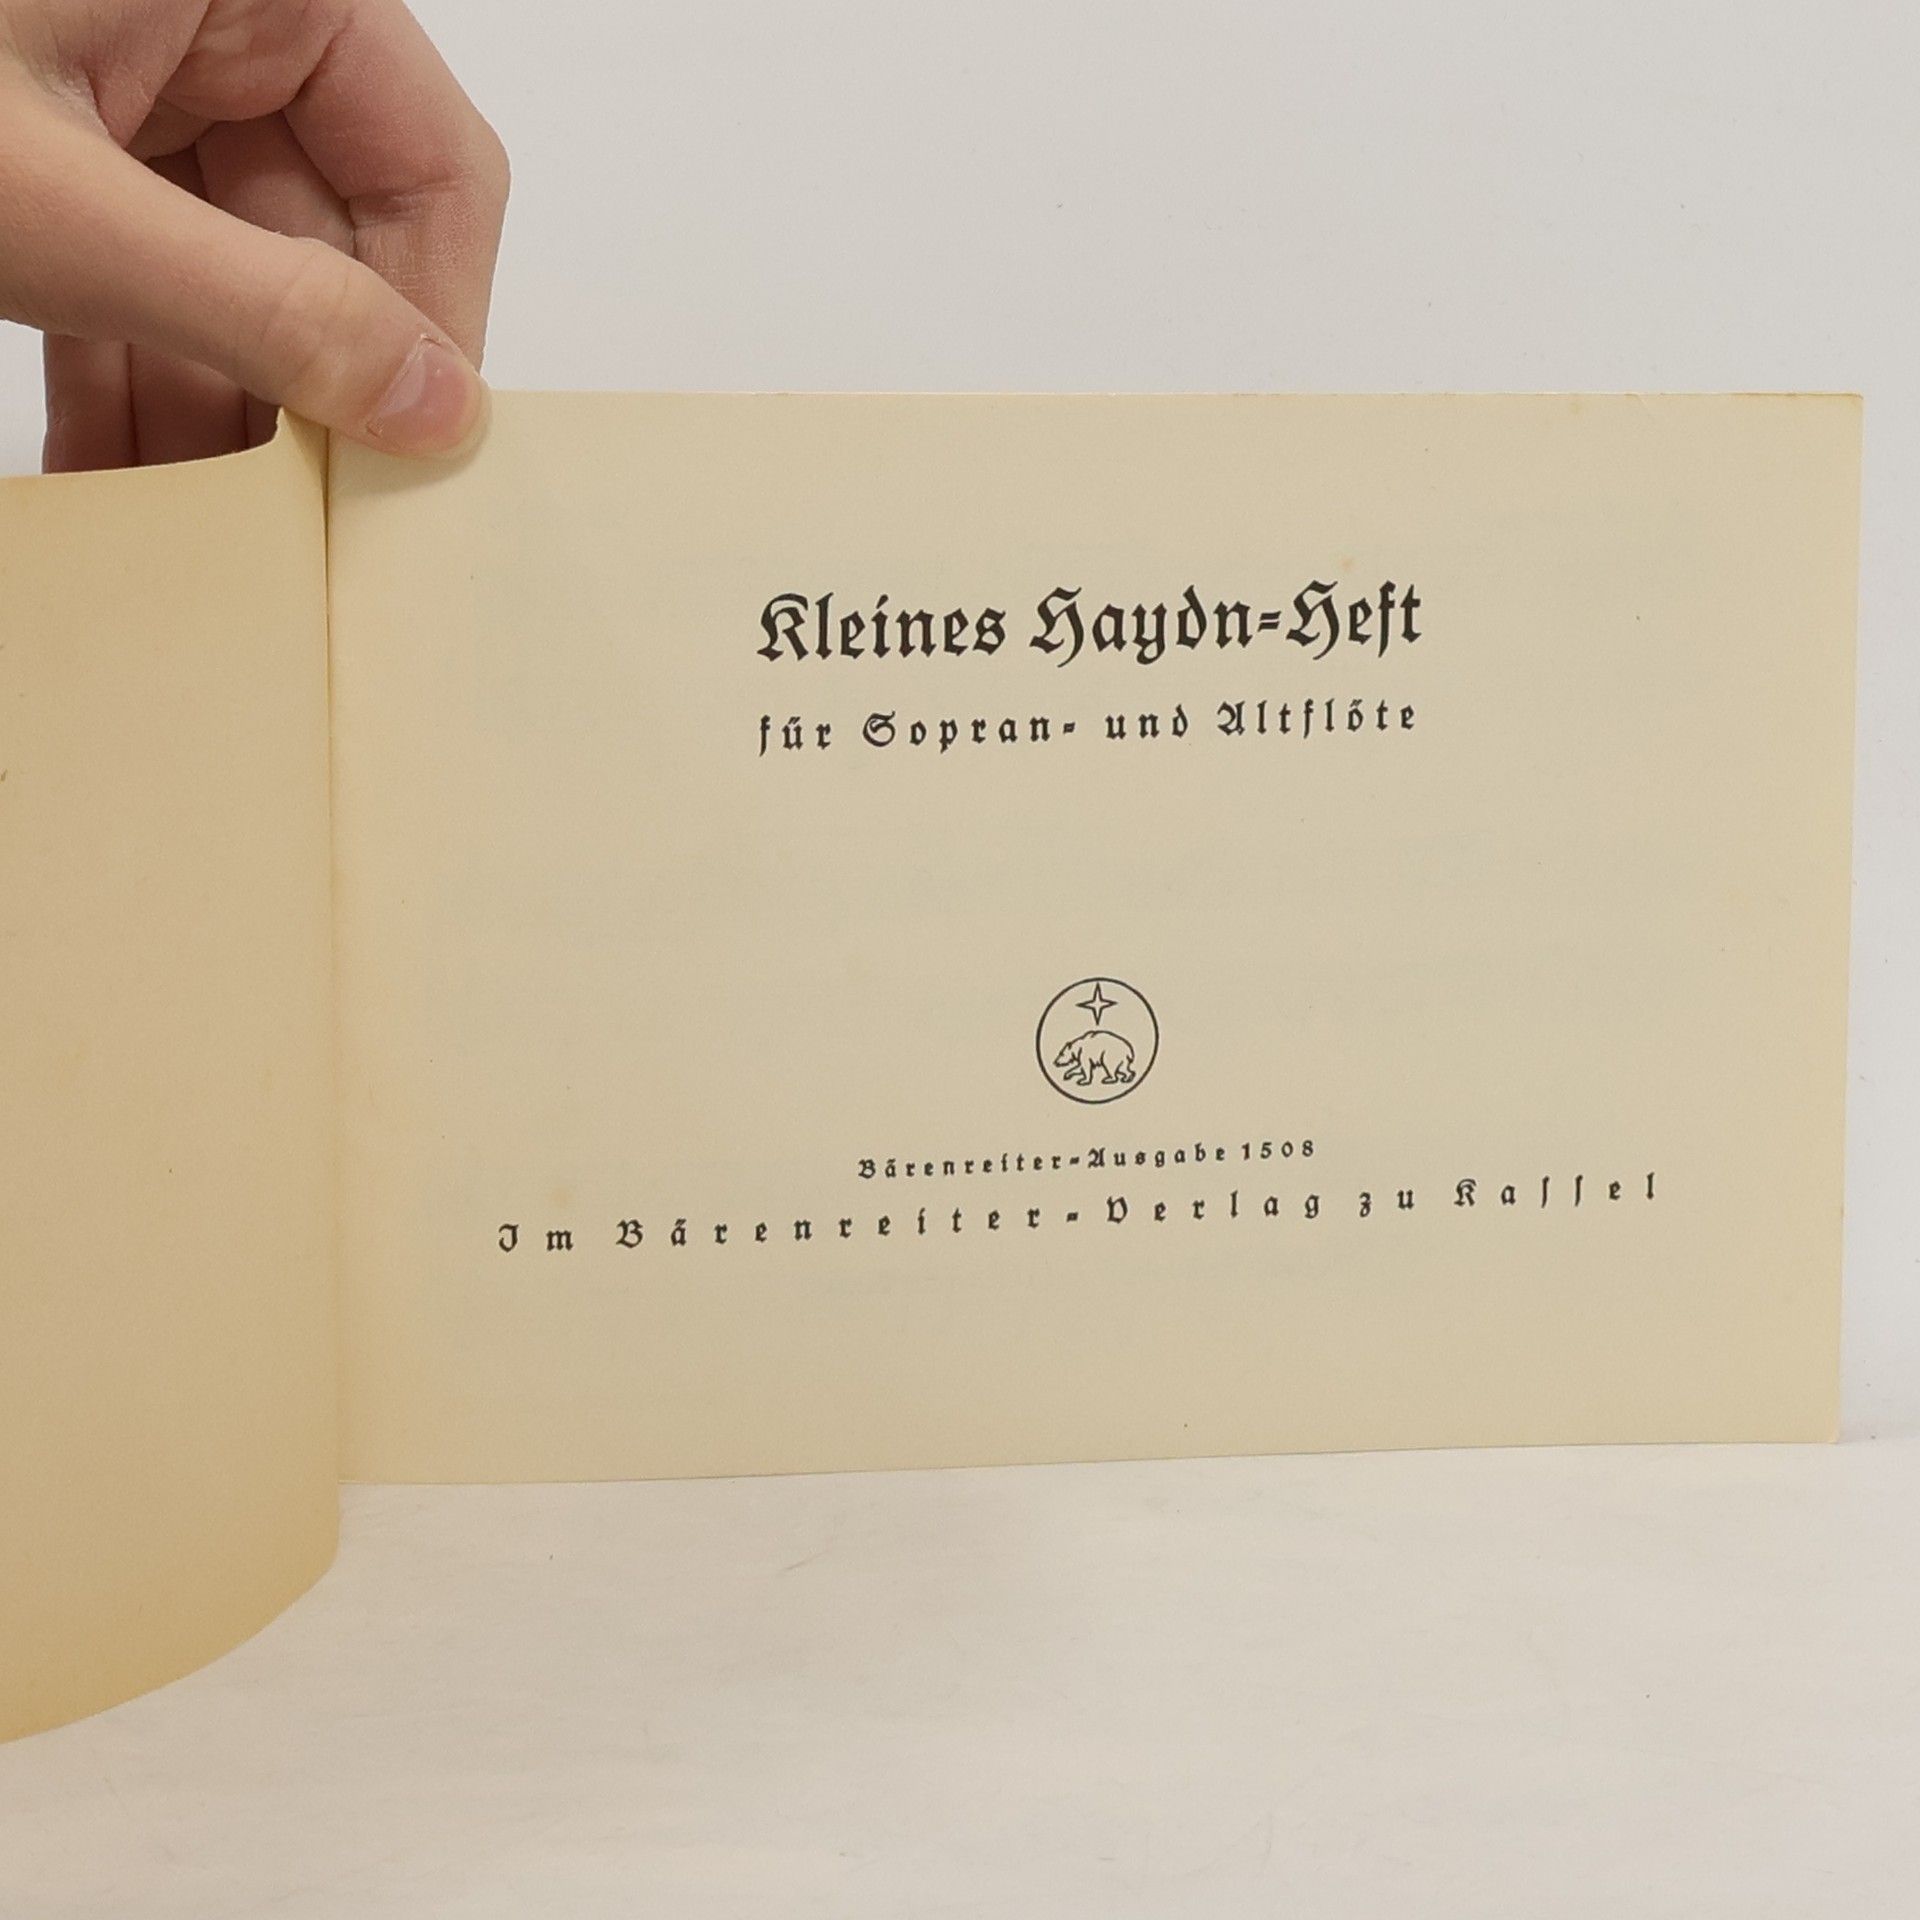 Kleines Haydn=Heft
für Sopran= und Altflöte
Bärenreiter=Ausgabe 1508
Im Bärenreiter=Verlag zu Kaſſel